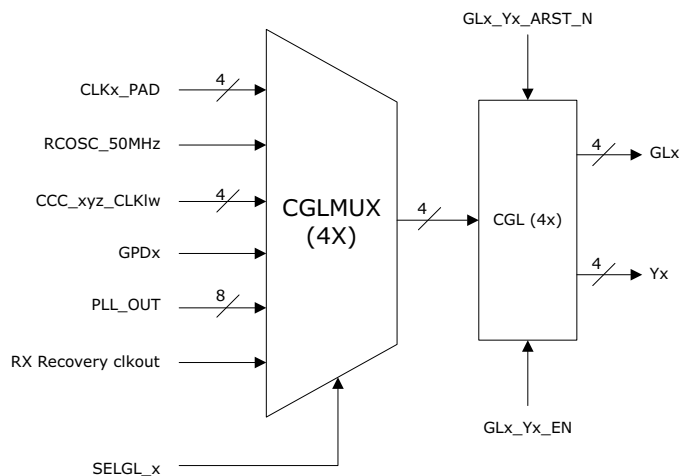 GLx_Yx_ARST_N
CLKx_PAD
4
RCOSC_50MHz
CCC_xyz_CLKlw
4
GPDx
PLL_OUT
8
RX Recovery clkout
SELGL_x
CGLMUX
(4X)
4
CGL (4x)
4
GLx
4
Yx
GLx_Yx_EN